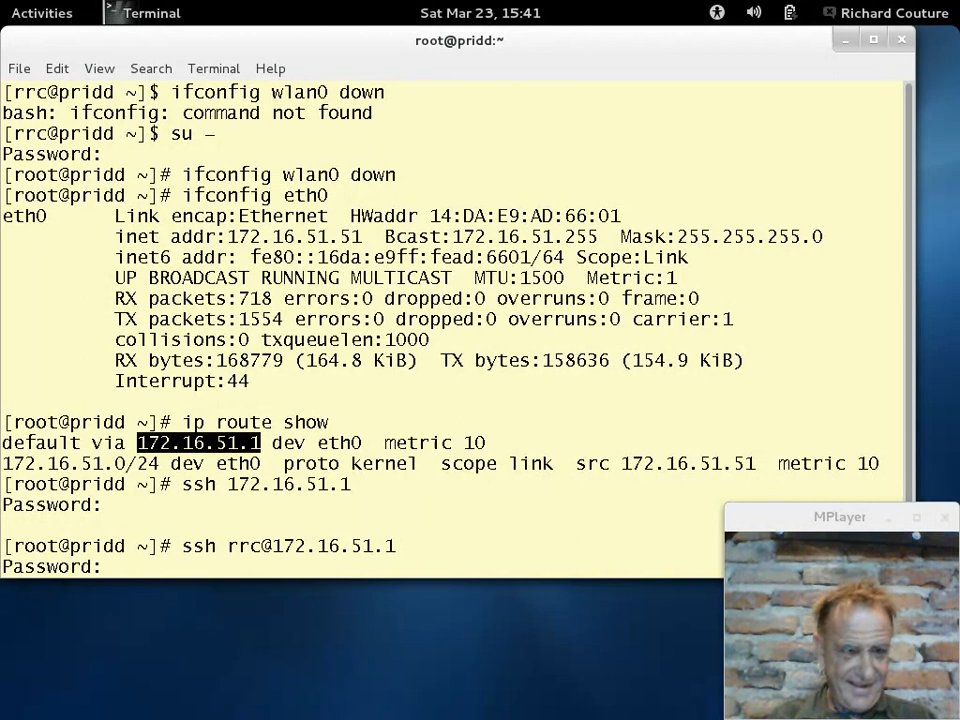 Activities Terminal Sat Mar 23, 15:41 Richard Couture
root@pridd:~
File Edit View Search Terminal Help
[rrc@pridd ~]$ ifconfig wlan0 down
bash: ifconfig: command not found
[rrc@pridd ~]$ su -
Password:
[root@pridd ~]# ifconfig wlan0 down
[root@pridd ~]# ifconfig eth0
eth0 Link encap:Ethernet HWaddr 14:DA:E9:AD:66:01
inet addr:172.16.51.51 Bcast:172.16.51.255 Mask:255.255.255.0
inet6 addr: fe80::16da:e9ff:fead:6601/64 Scope:Link
UP BROADCAST RUNNING MULTICAST MTU:1500 Metric:1
RX packets:718 errors:0 dropped:0 overruns:0 frame:0
TX packets:1554 errors:0 dropped:0 overruns:0 carrier:1
collisions:0 txqueuelen:1000
RX bytes:168779 (164.8 KiB) TX bytes:158636 (154.9 KiB)
Interrupt:44
[root@pridd ~]# ip route show
default via 172.16.51.1 dev eth0 metric 10
172.16.51.0/24 dev eth0 proto kernel scope link src 172.16.51.51 metric 10
[root@pridd ~]# ssh 172.16.51.1
Password:
[root@pridd ~]# ssh rrc@172.16.51.1
Password:
MPlayer